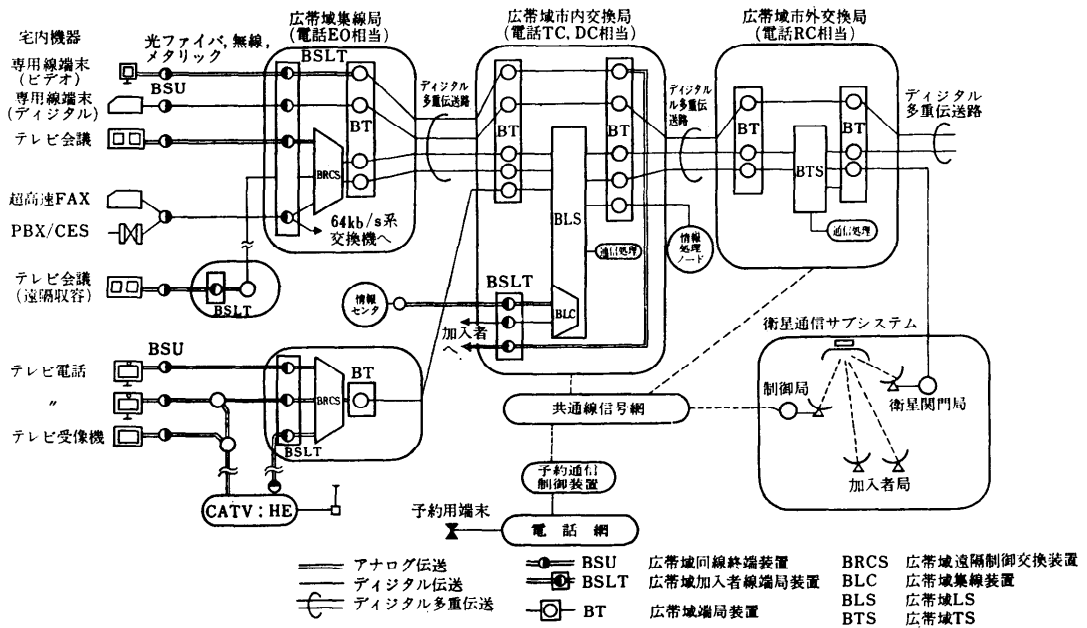 宅内機器
専用線端末
(ビデオ)
専用線端末
(ディジタル)
テレビ会議
超高速FAX
PBX/CES
テレビ会議
(遠隔収容)
テレビ電話
〃
テレビ受像機
光ファイバ,無線,
メタリック
BSU
広帯域集線局
(電話EO相当)
BSLT
BT
BRCS
64kb/s系
交換機へ
BSLT
BSU
BT
BRCS
BSLT
CATV:HE
ディジタル
多重伝送路
広帯域市内交換局
(電話TC, DC相当)
BT
BT
BLS
通信処理
BSLT
BLC
情報
センタ
加入者
へ
情報
処理
ノード
ディジタ
ル多重
伝送路
広帯域市外交換局
(電話RC相当)
BT
BTS
BT
通信処理
ディジタル
多重伝送路
衛星通信サブシステム
制御局
衛星関門局
加入者局
共通線信号網
予約通信
制御装置
予約用端末
電話網
アナログ伝送
ディジタル伝送
ディジタル多重伝送
BSU 広帯域回線終端装置
BSLT 広帯域加入者線端局装置
BT 広帯域端局装置
BRCS 広帯域遠隔制御交換装置
BLC 広帯域集線装置
BLS 広帯域LS
BTS 広帯域TS